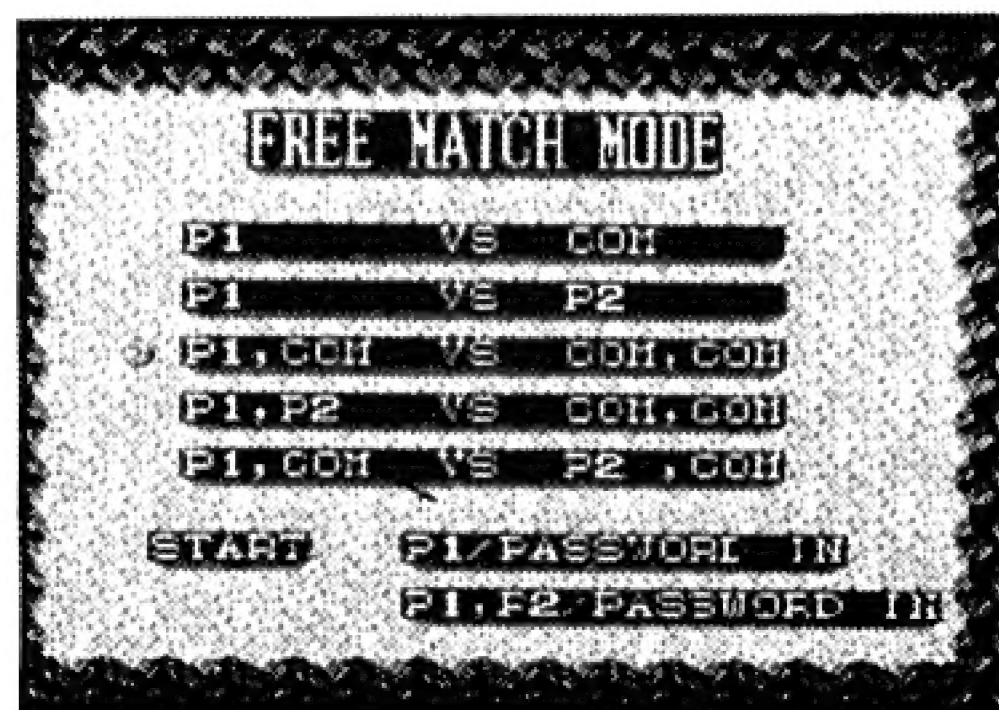 FREE MATCH MODE
P1 VS COM
P1 VS P2
P1,COM VS COM,COM
P1,P2 VS COM,COM
P1,COM VS P2 ,COM
START P1/PASSWORD IN
P1,P2/PASSWORD IN